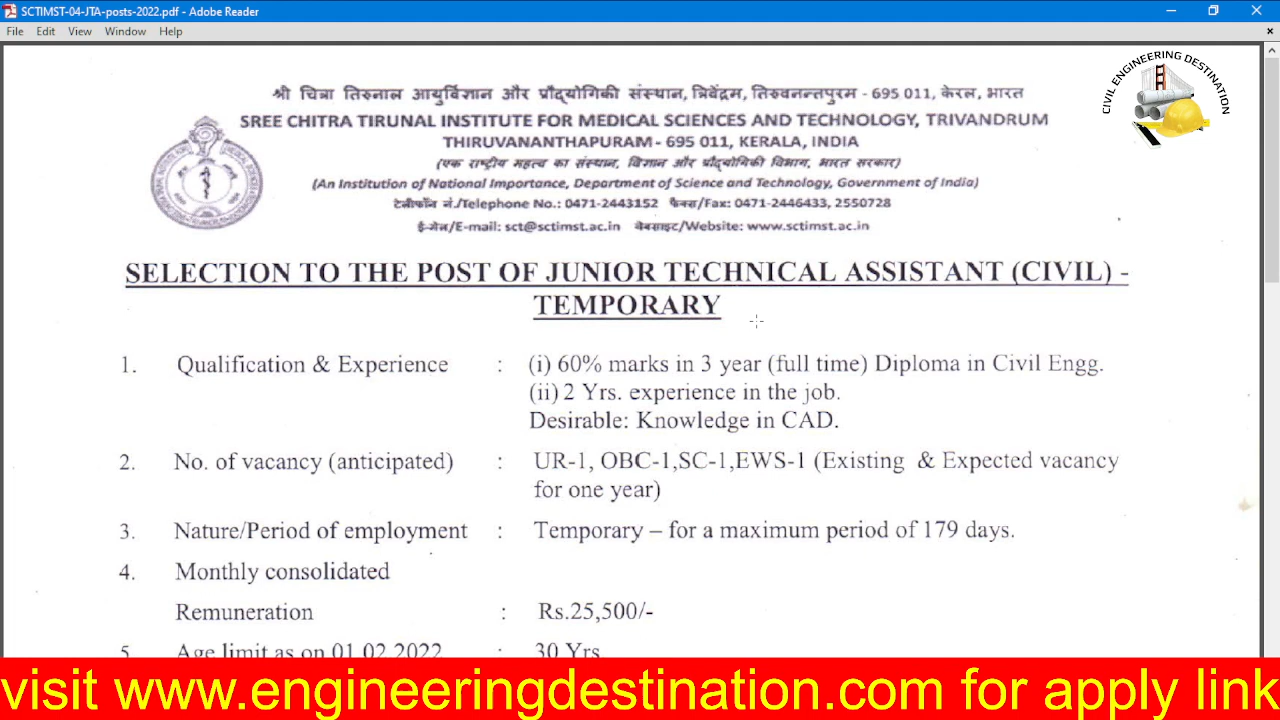 SCTIMST-04-JTA-posts-2022.pdf - Adobe Reader
File Edit View Window Help
श्री चित्रा तिरुनाल आयुर्विज्ञान और प्रौद्योगिकी संस्थान, त्रिवेंद्रम, तिरुवनन्तपुरम - 695 011, केरल, भारत
SREE CHITRA TIRUNAL INSTITUTE FOR MEDICAL SCIENCES AND TECHNOLOGY, TRIVANDRUM
THIRUVANANTHAPURAM - 695 011, KERALA, INDIA
(एक राष्ट्रीय महत्व का संस्थान, विज्ञान और प्रौद्योगिकी विभाग, भारत सरकार)
(An Institution of National Importance, Department of Science and Technology, Government of India)
टेलीफॉन नं./Telephone No.: 0471-2443152 फैक्स/Fax: 0471-2446433, 2550728
ई-मेल/E-mail: sct@sctimst.ac.in वेबसाइट/Website: www.sctimst.ac.in
CIVIL ENGINEERING DESTINATION
SELECTION TO THE POST OF JUNIOR TECHNICAL ASSISTANT (CIVIL) -
TEMPORARY
1. Qualification & Experience : (i) 60% marks in 3 year (full time) Diploma in Civil Engg.
(ii) 2 Yrs. experience in the job.
Desirable: Knowledge in CAD.
2. No. of vacancy (anticipated) : UR-1, OBC-1,SC-1,EWS-1 (Existing & Expected vacancy
for one year)
3. Nature/Period of employment : Temporary – for a maximum period of 179 days.
4. Monthly consolidated
Remuneration : Rs.25,500/-
5. Age limit as on 01.02.2022 : 30 Yrs
visit www.engineeringdestination.com for apply link